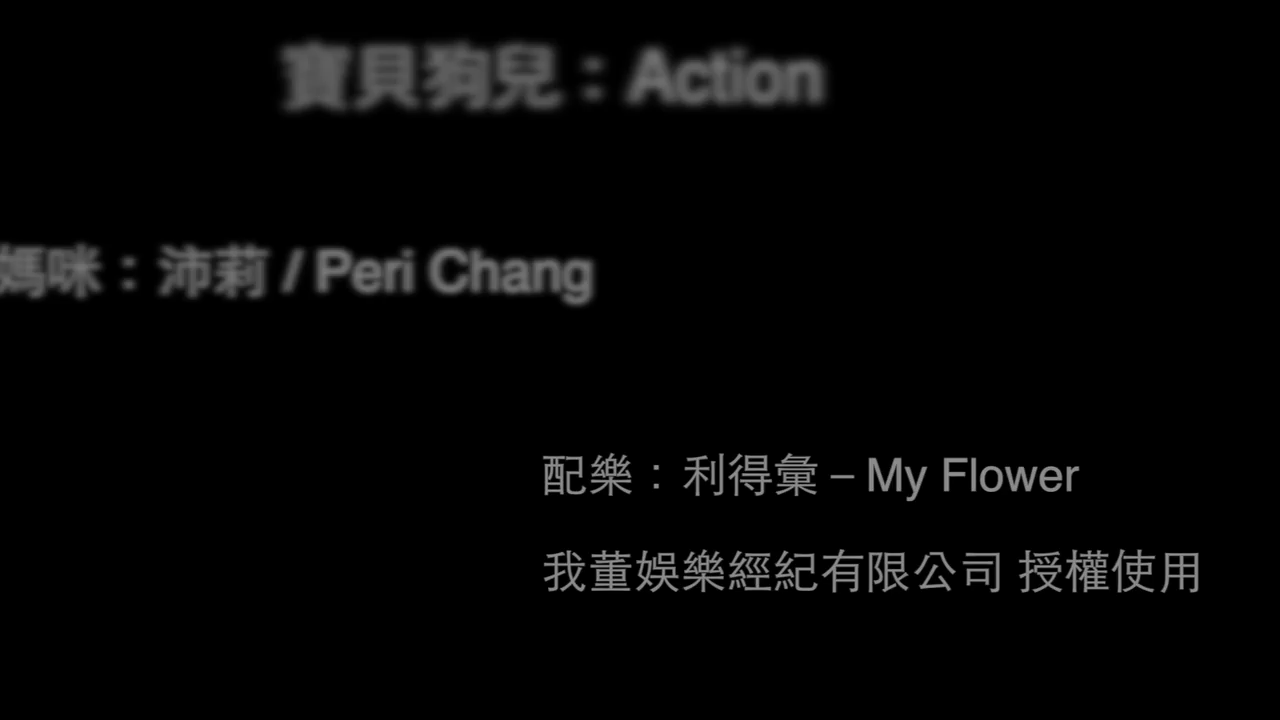 寶貝狗兒：Action
媽咪：沛莉 / Peri Chang
配樂：利得彙 – My Flower
我董娛樂經紀有限公司 授權使用